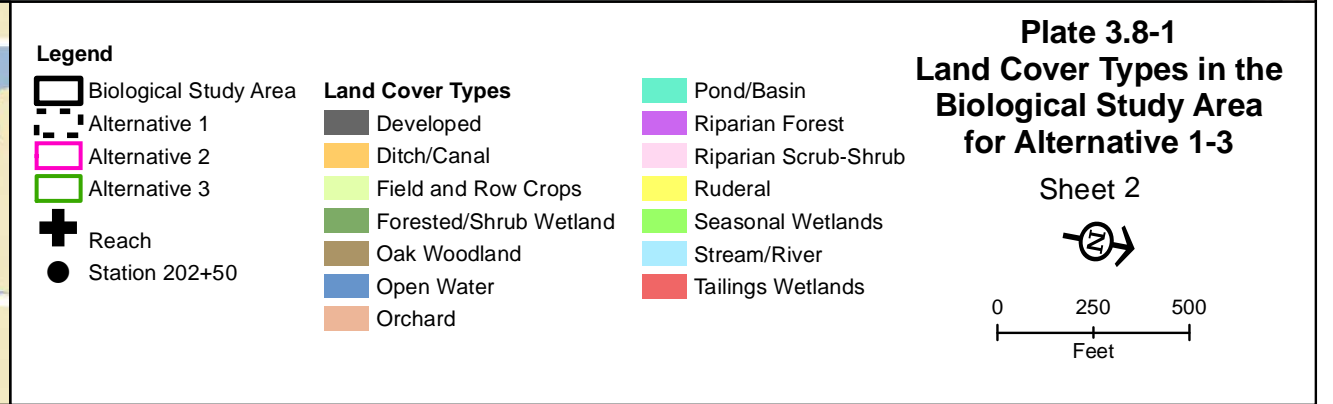 Legend
Biological Study Area
Alternative 1
Alternative 2
Alternative 3
Reach
Station 202+50
Land Cover Types
Developed
Ditch/Canal
Field and Row Crops
Forested/Shrub Wetland
Oak Woodland
Open Water
Orchard
Pond/Basin
Riparian Forest
Riparian Scrub-Shrub
Ruderal
Seasonal Wetlands
Stream/River
Tailings Wetlands
Plate 3.8-1
Land Cover Types in the
Biological Study Area
for Alternative 1-3
Sheet 2
N
0 250 500
Feet